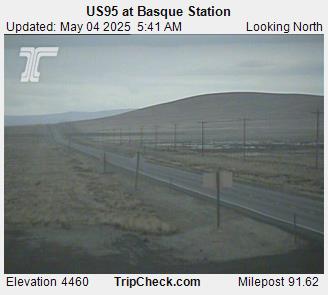 US95 at Basque Station
Updated: May 04 2025 5:41 AM Looking North
Elevation 4460 TripCheck.com Milepost 91.62